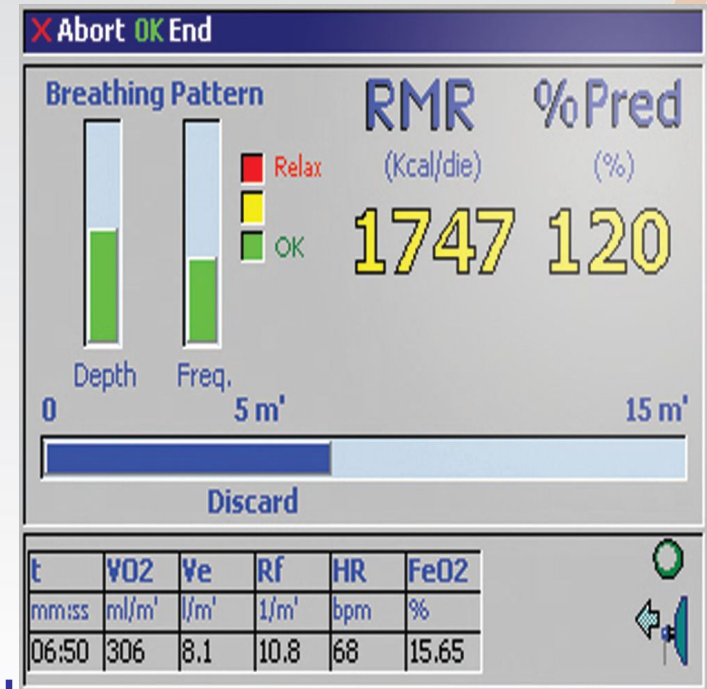 X Abort OK End
Breathing Pattern
RMR %Pred
Relax (Kcal/die) (%)
OK 1747 120
Depth Freq.
0 5 m' 15 m'
Discard
t VO2 Ve Rf HR FeO2
mm:ss ml/m' l/m' 1/m' bpm %
06:50 306 8.1 10.8 68 15.65